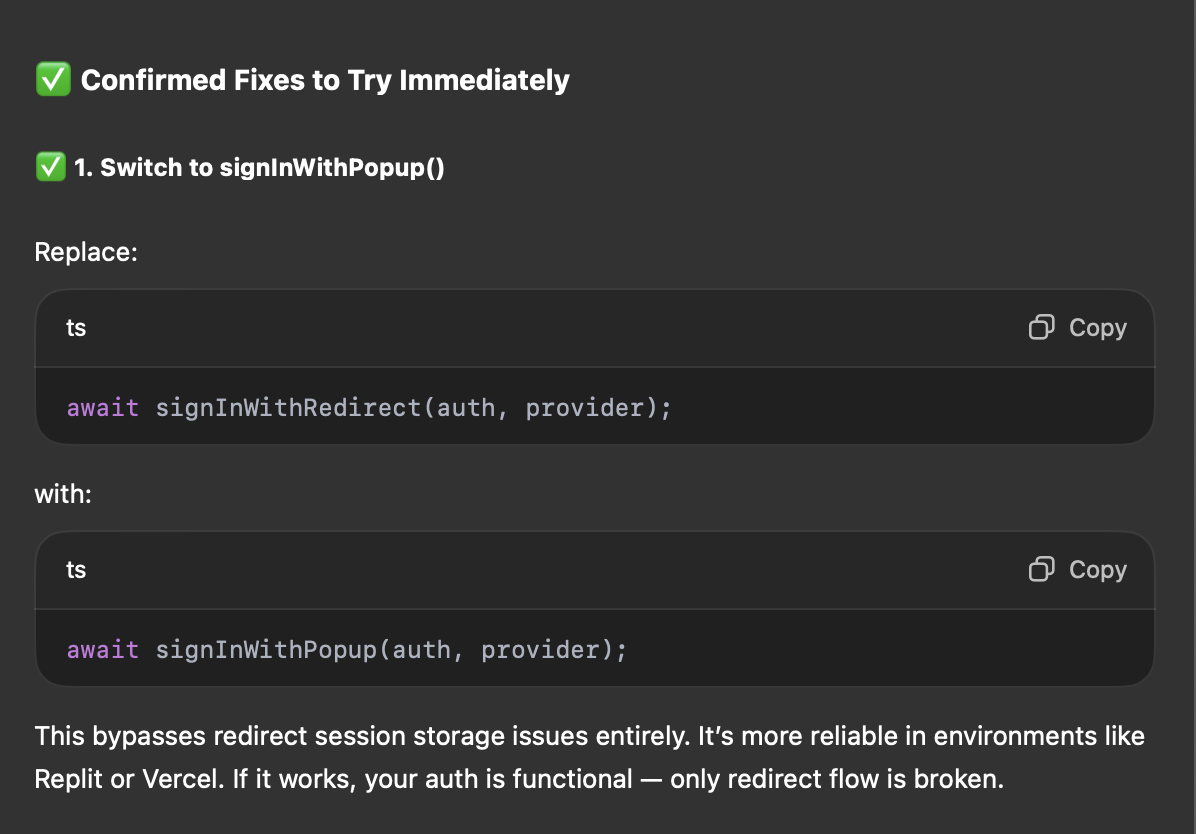 ✅ Confirmed Fixes to Try Immediately
✅ 1. Switch to signInWithPopup()
Replace:
ts
Copy
await signInWithRedirect(auth, provider);
with:
ts
Copy
await signInWithPopup(auth, provider);
This bypasses redirect session storage issues entirely. It’s more reliable in environments like
Replit or Vercel. If it works, your auth is functional — only redirect flow is broken.